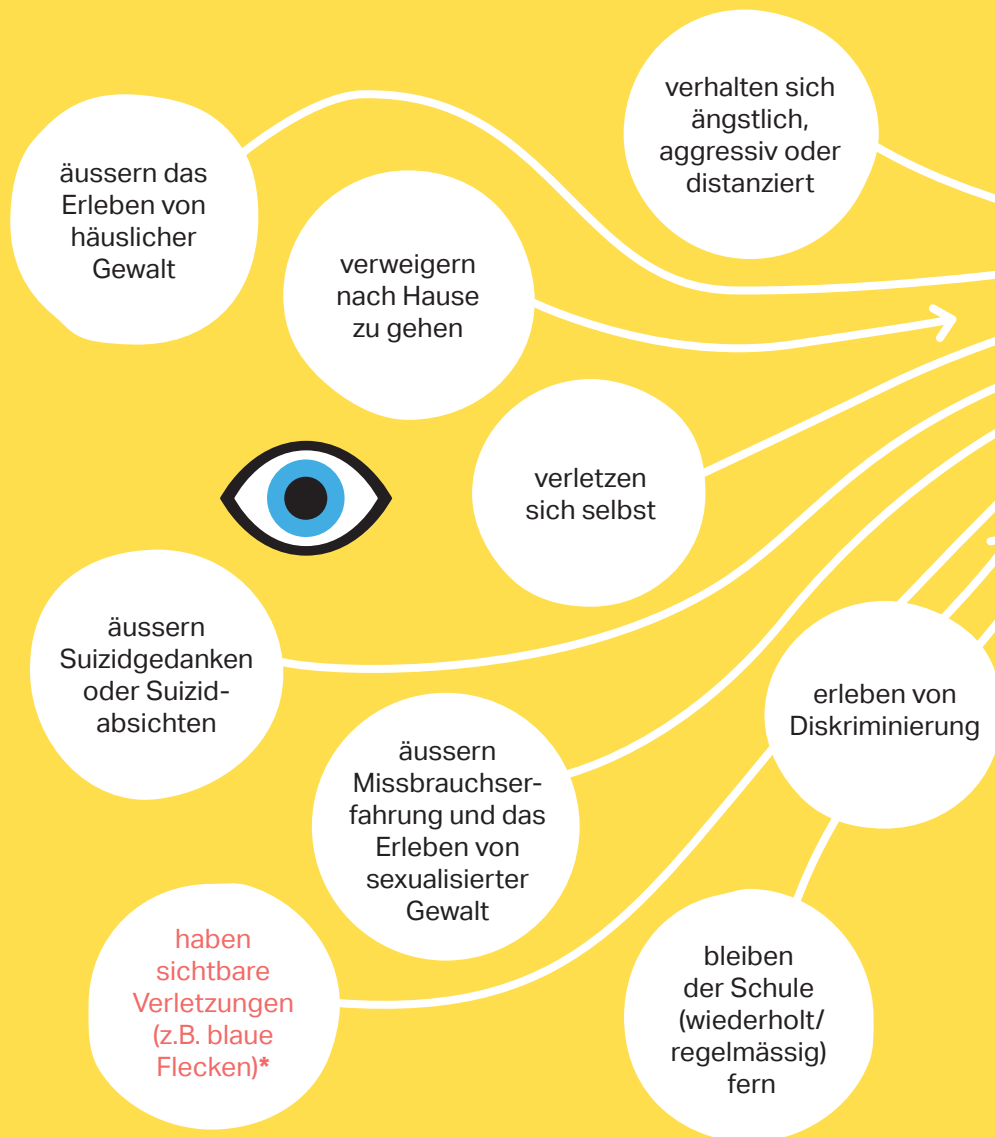 verhalten sich
ängstlich,
aggressiv oder
distanziert
äussern das
Erleben von
häuslicher
Gewalt
verweigern
nach Hause
zu gehen
verletzen
sich selbst
äussern
Suizidgedanken
oder Suizid-
absichten
erleben von
Diskriminierung
äussern
Missbrauchser-
fahrung und das
Erleben von
sexualisierter
Gewalt
haben
sichtbare
Verletzungen
(z.B. blaue
Flecken)*
bleiben
der Schule
(wiederholt/
regelmässig)
fern